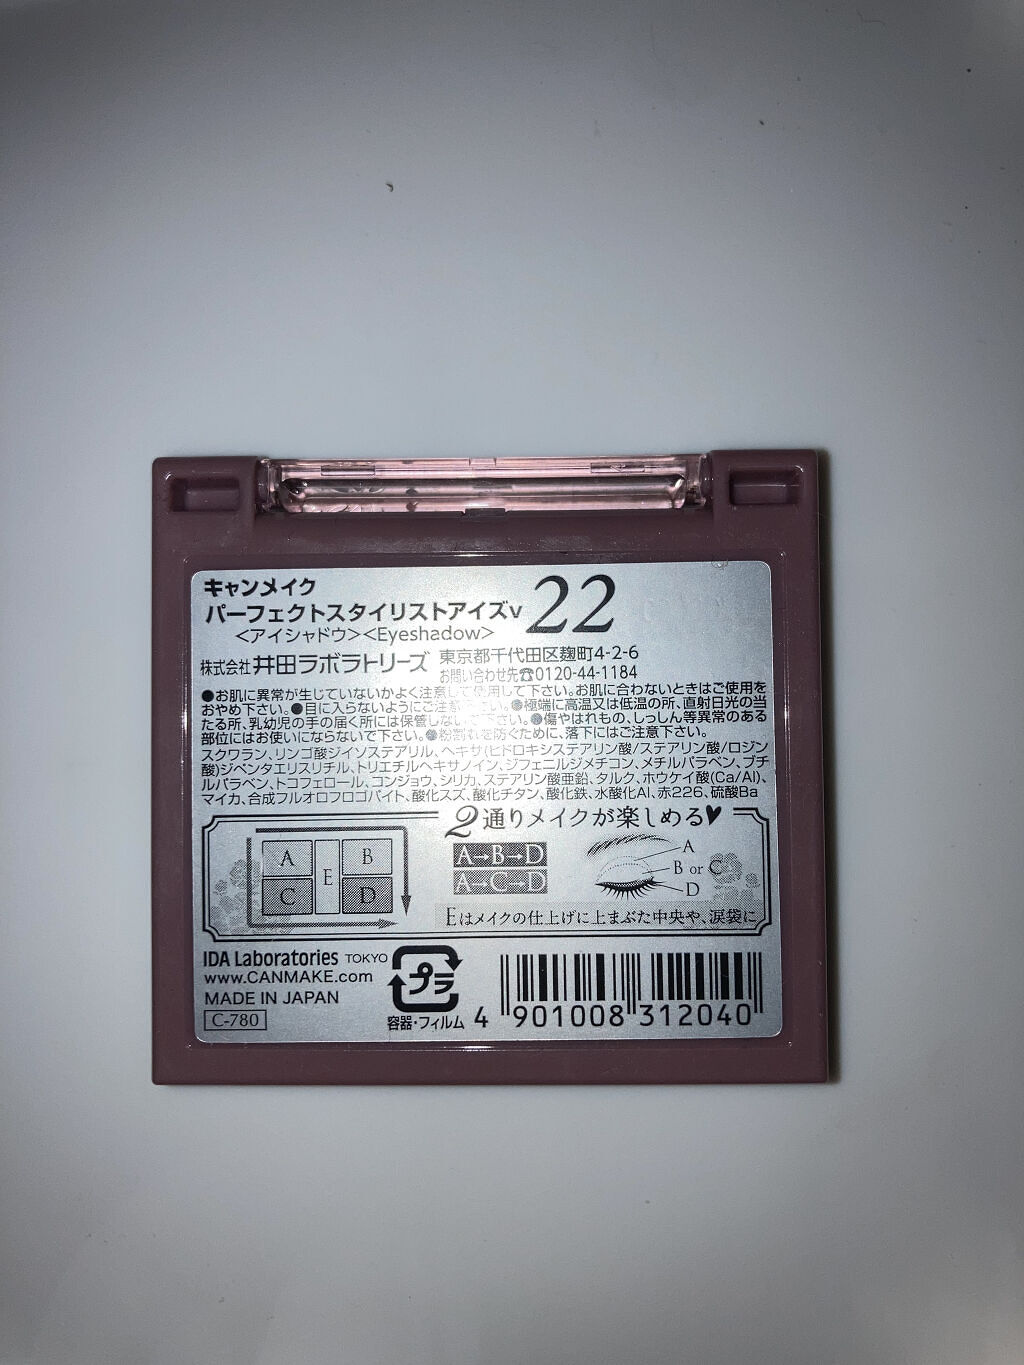 キャンメイク
パーフェクトスタイリストアイズv 22
<アイシャドウ><Eyeshadow>
株式会社 井田ラボラトリーズ 東京都千代田区麹町4-2-6
お問い合わせ先☎0120-44-1184
●お肌に異常が生じていないかよく注意して使用して下さい。お肌に合わないときはご使用を
おやめ下さい。●目に入らないようにご注意下さい。●極端に高温又は低温の所、直射日光の当
たる所、乳幼児の手の届く所には保管しないで下さい。●傷やはれもの、しっしん等異常のある
部位にはお使いにならないで下さい。●粉割れを防ぐために、落下にはご注意下さい。
スクワラン、リンゴ酸ジイソステアリル、ヘキサ(ヒドロキシステアリン酸/ステアリン酸/ロジン
酸)ジペンタエリスリチル、トリエチルヘキサノイン、ジフェニルジメチコン、メチルパラベン、ブチ
ルパラベン、トコフェロール、コンジョウ、シリカ、ステアリン酸亜鉛、タルク、ホウケイ酸(Ca/Al)、
マイカ、合成フルオロフロゴパイト、酸化スズ、酸化チタン、酸化鉄、水酸化Al、赤226、硫酸Ba
2通りメイクが楽しめる♥
A B
C E D
A→B→D
A→C→D
A
B or C
D
Eはメイクの仕上げに上まぶた中央や、涙袋に
IDA Laboratories TOKYO
www.CANMAKE.com
MADE IN JAPAN
C-780
プラ
容器・フィルム
4 901008 312040